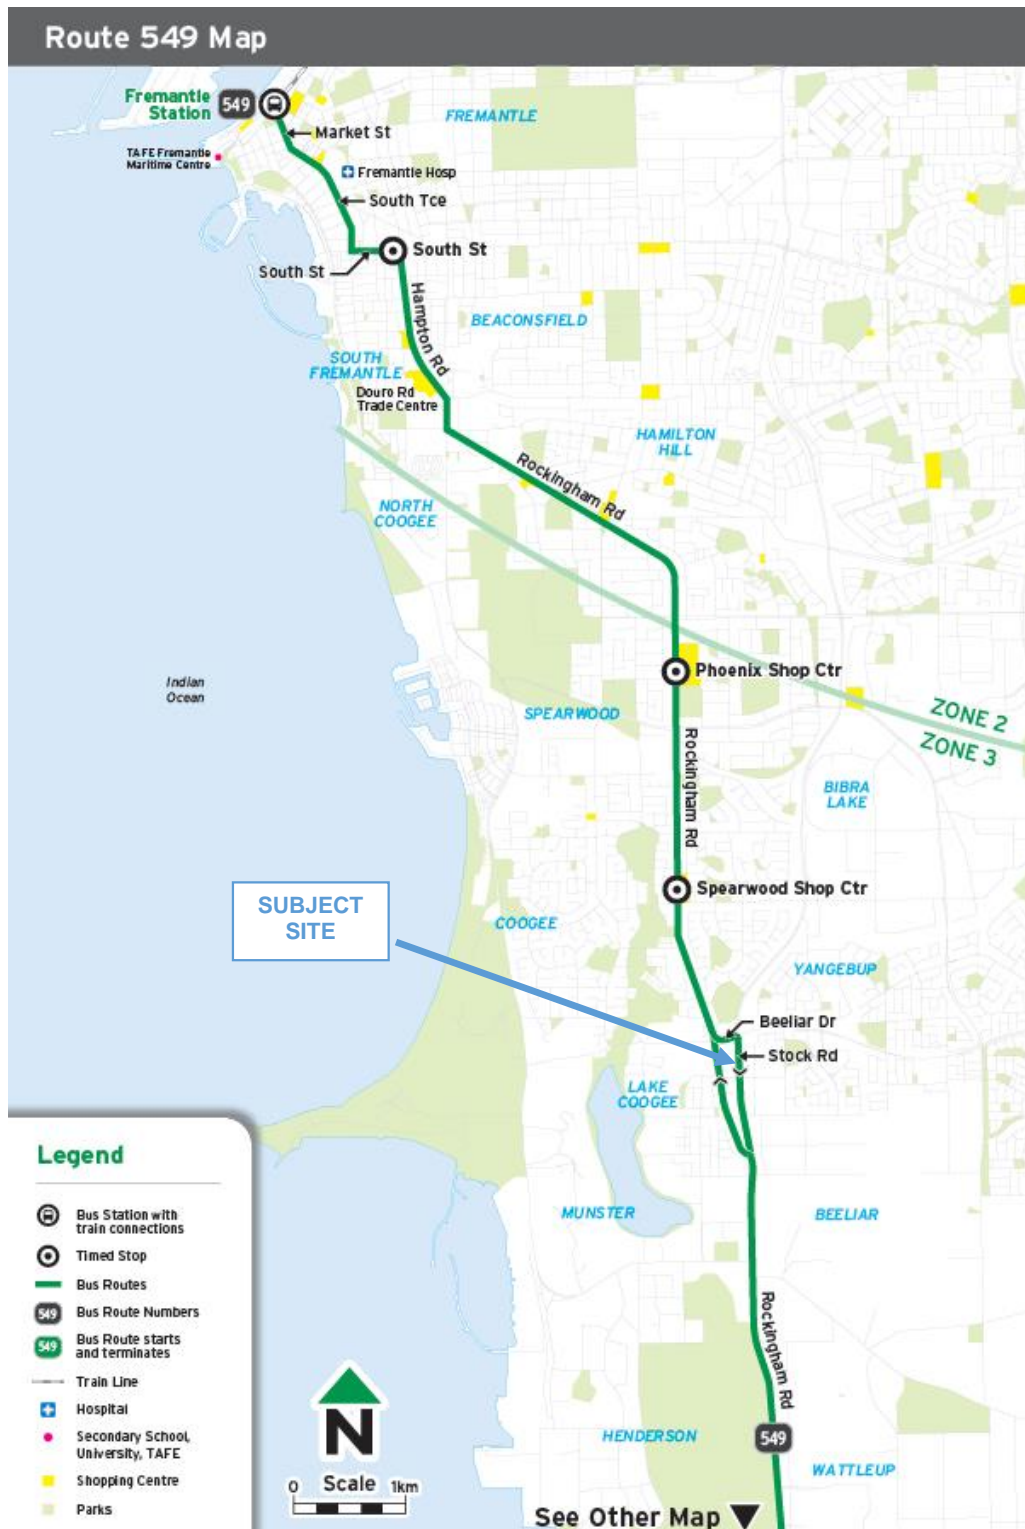 Route 549 Map
Fremantle
Station
549
Market St
FREMANTLE
TAFE Fremantle
Maritime Centre
Fremantle Hosp
South Tce
South St
South St
Hampton Rd
BEACONSFIELD
SOUTH
FREMANTLE
Douro Rd
Trade Centre
HAMILTON
HILL
Rockingham Rd
NORTH
COOGEE
Indian
Ocean
Phoenix Shop Ctr
SPEARWOOD
ZONE 2
ZONE 3
Rockingham Rd
BIBRA
LAKE
Spearwood Shop Ctr
SUBJECT
SITE
COOGEE
YANGEBUP
Beeliar Dr
Stock Rd
LAKE
COOGEE
MUNSTER
BEELIAR
Rockingham Rd
HENDERSON
549
WATTLEUP
See Other Map
Legend
Bus Station with
train connections
Timed Stop
Bus Routes
549
Bus Route Numbers
549
Bus Route starts
and terminates
Train Line
Hospital
Secondary School,
University, TAFE
Shopping Centre
Parks
N
0 Scale 1km